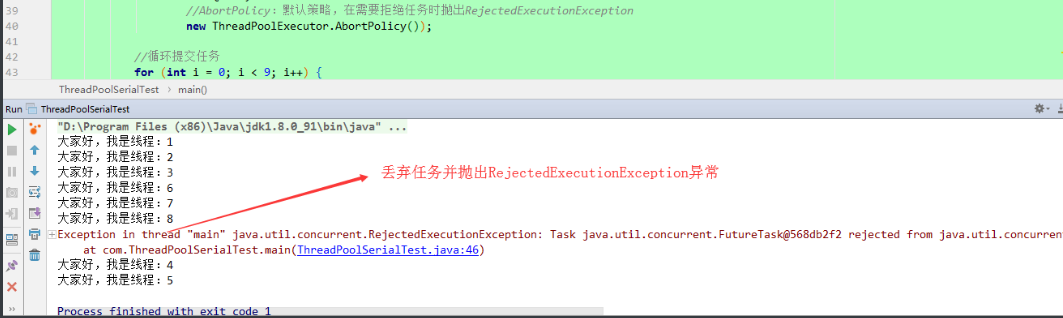 39 //AbortPolicy：默认策略，在需要拒绝任务时抛出RejectedExecutionException
40 new ThreadPoolExecutor.AbortPolicy());
41
42 //循环提交任务
43 for (int i = 0; i < 9; i++) {
ThreadPoolSerialTest › main()
Run ThreadPoolSerialTest
"D:\Program Files (x86)\Java\jdk1.8.0_91\bin\java" ...
大家好，我是线程：1
大家好，我是线程：2
大家好，我是线程：3
丢弃任务并抛出RejectedExecutionException异常
大家好，我是线程：6
大家好，我是线程：7
大家好，我是线程：8
Exception in thread "main" java.util.concurrent.RejectedExecutionException: Task java.util.concurrent.FutureTask@568db2f2 rejected from java.util.concurren
at com.ThreadPoolSerialTest.main(ThreadPoolSerialTest.java:46)
大家好，我是线程：4
大家好，我是线程：5
Process finished with exit code 1